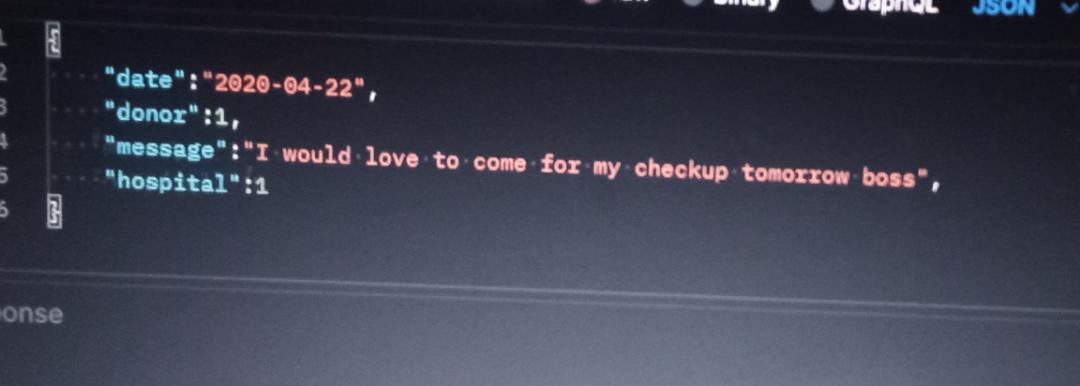 Binary GraphQL JSON
1 {
2 "date":"2020-04-22",
3 "donor":1,
4 "message":"I would love to come for my checkup tomorrow boss",
5 "hospital":1
6 }